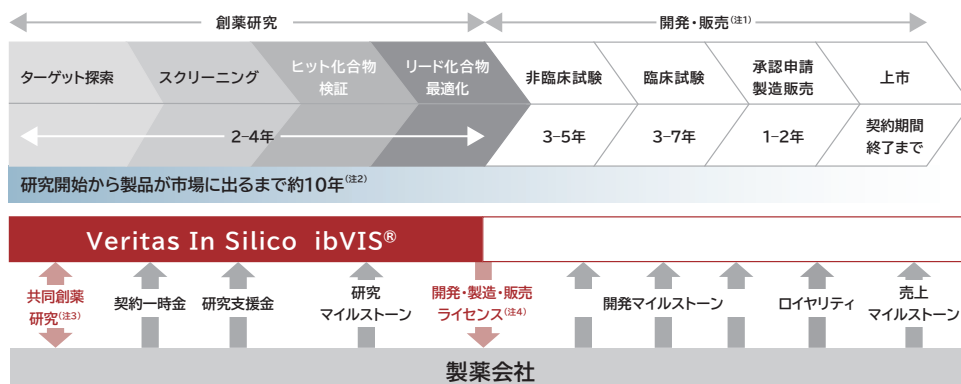 創薬研究
開発・販売(注1)
ターゲット探索
スクリーニング
ヒット化合物
検証
リード化合物
最適化
非臨床試験
臨床試験
承認申請
製造販売
上市
2-4年
3-5年
3-7年
1-2年
契約期間
終了まで
研究開始から製品が市場に出るまで約10年(注2)
Veritas In Silico ibVIS®
共同創薬
研究(注3)
契約一時金
研究支援金
研究
マイルストーン
開発・製造・販売
ライセンス(注4)
開発マイルストーン
ロイヤリティ
売上
マイルストーン
製薬会社